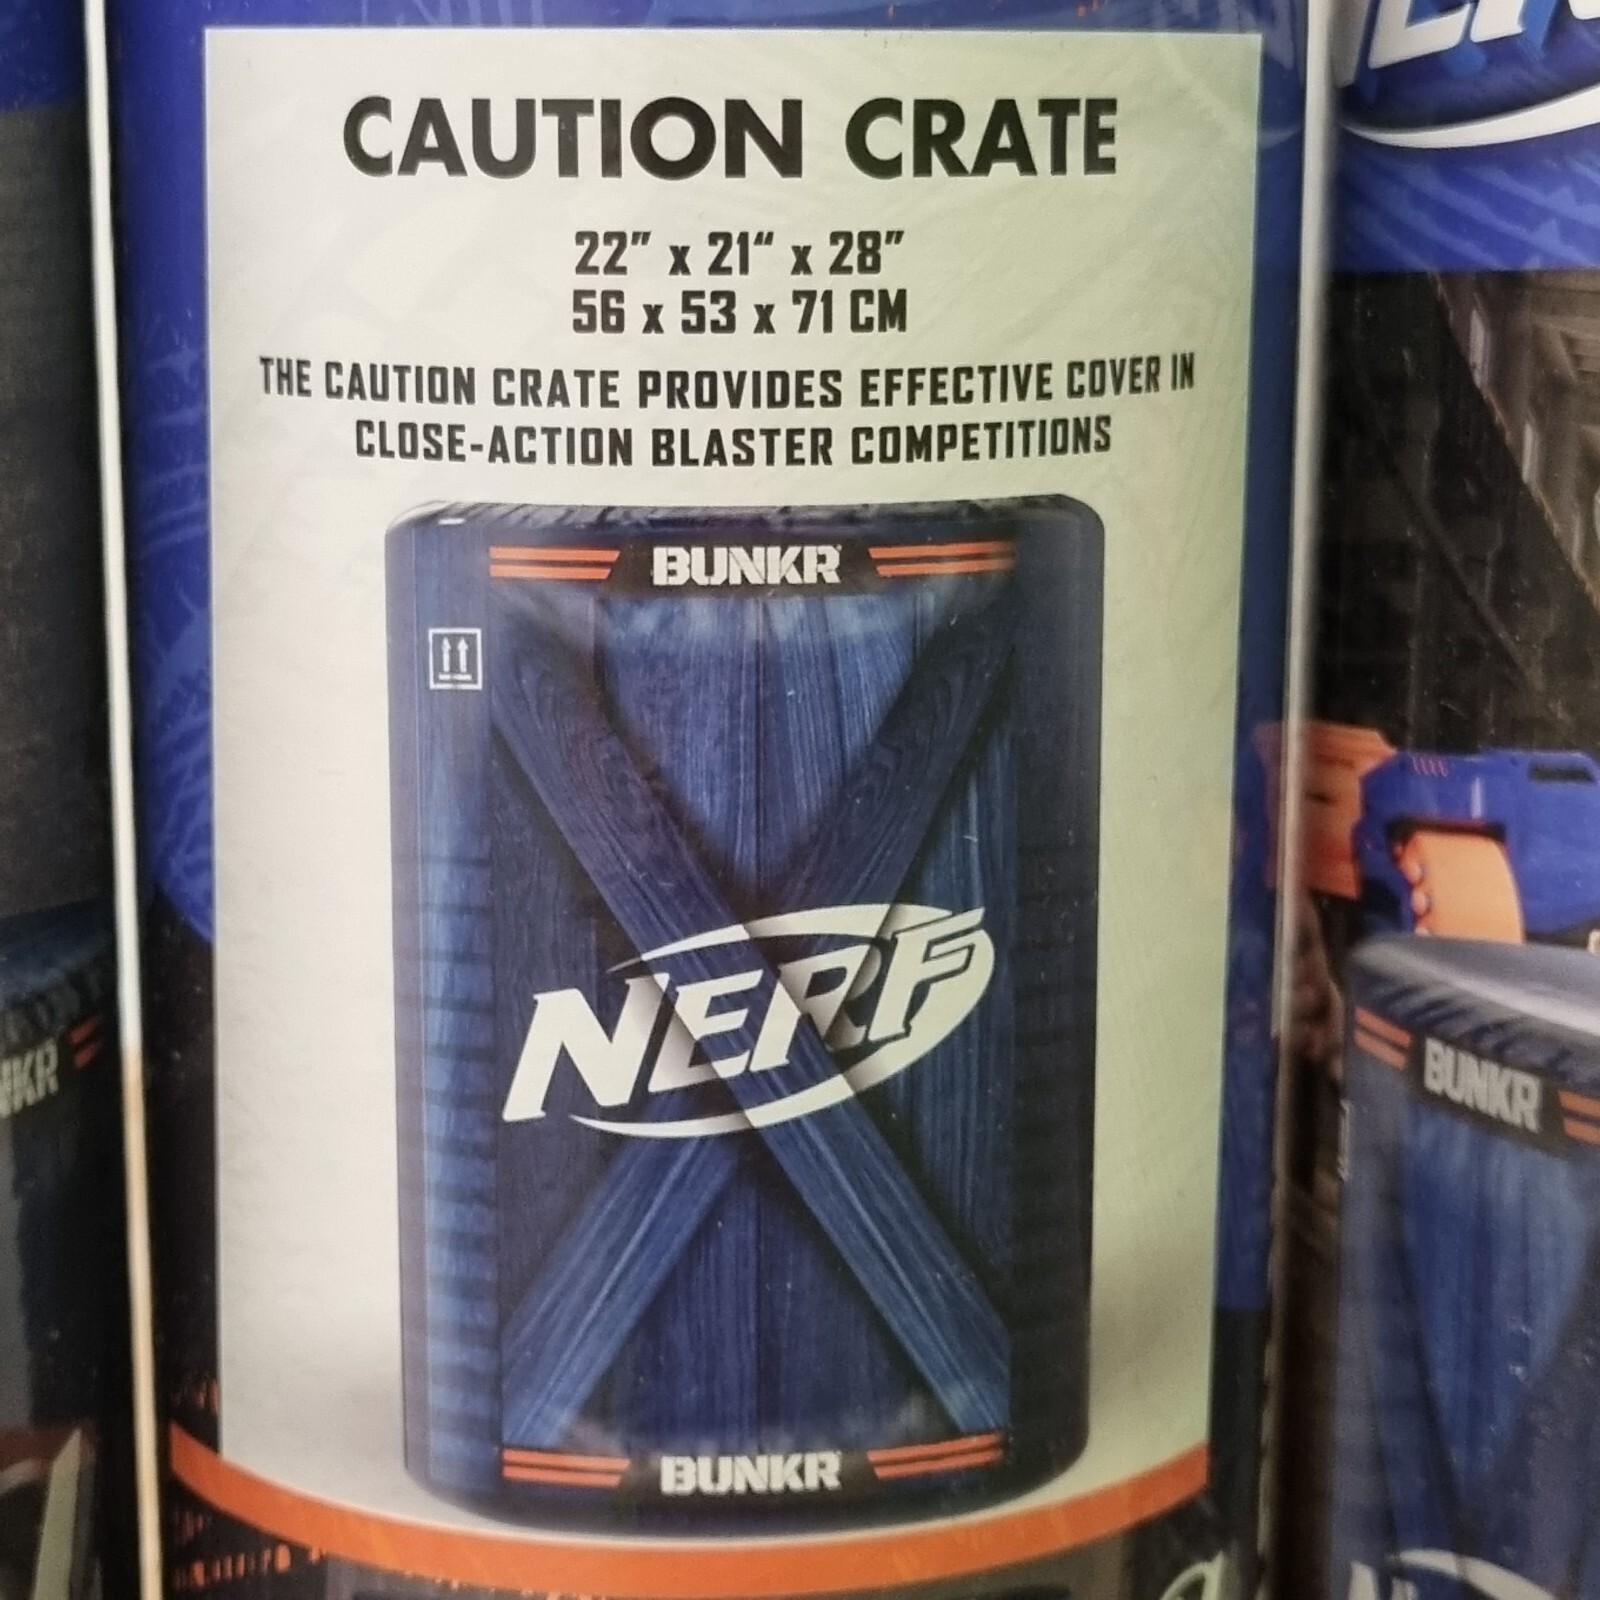 CAUTION CRATE
22" x 21" x 28"
56 x 53 x 71 CM
THE CAUTION CRATE PROVIDES EFFECTIVE COVER IN
CLOSE-ACTION BLASTER COMPETITIONS
BUNKR
NERF
BUNKR
BUNKR